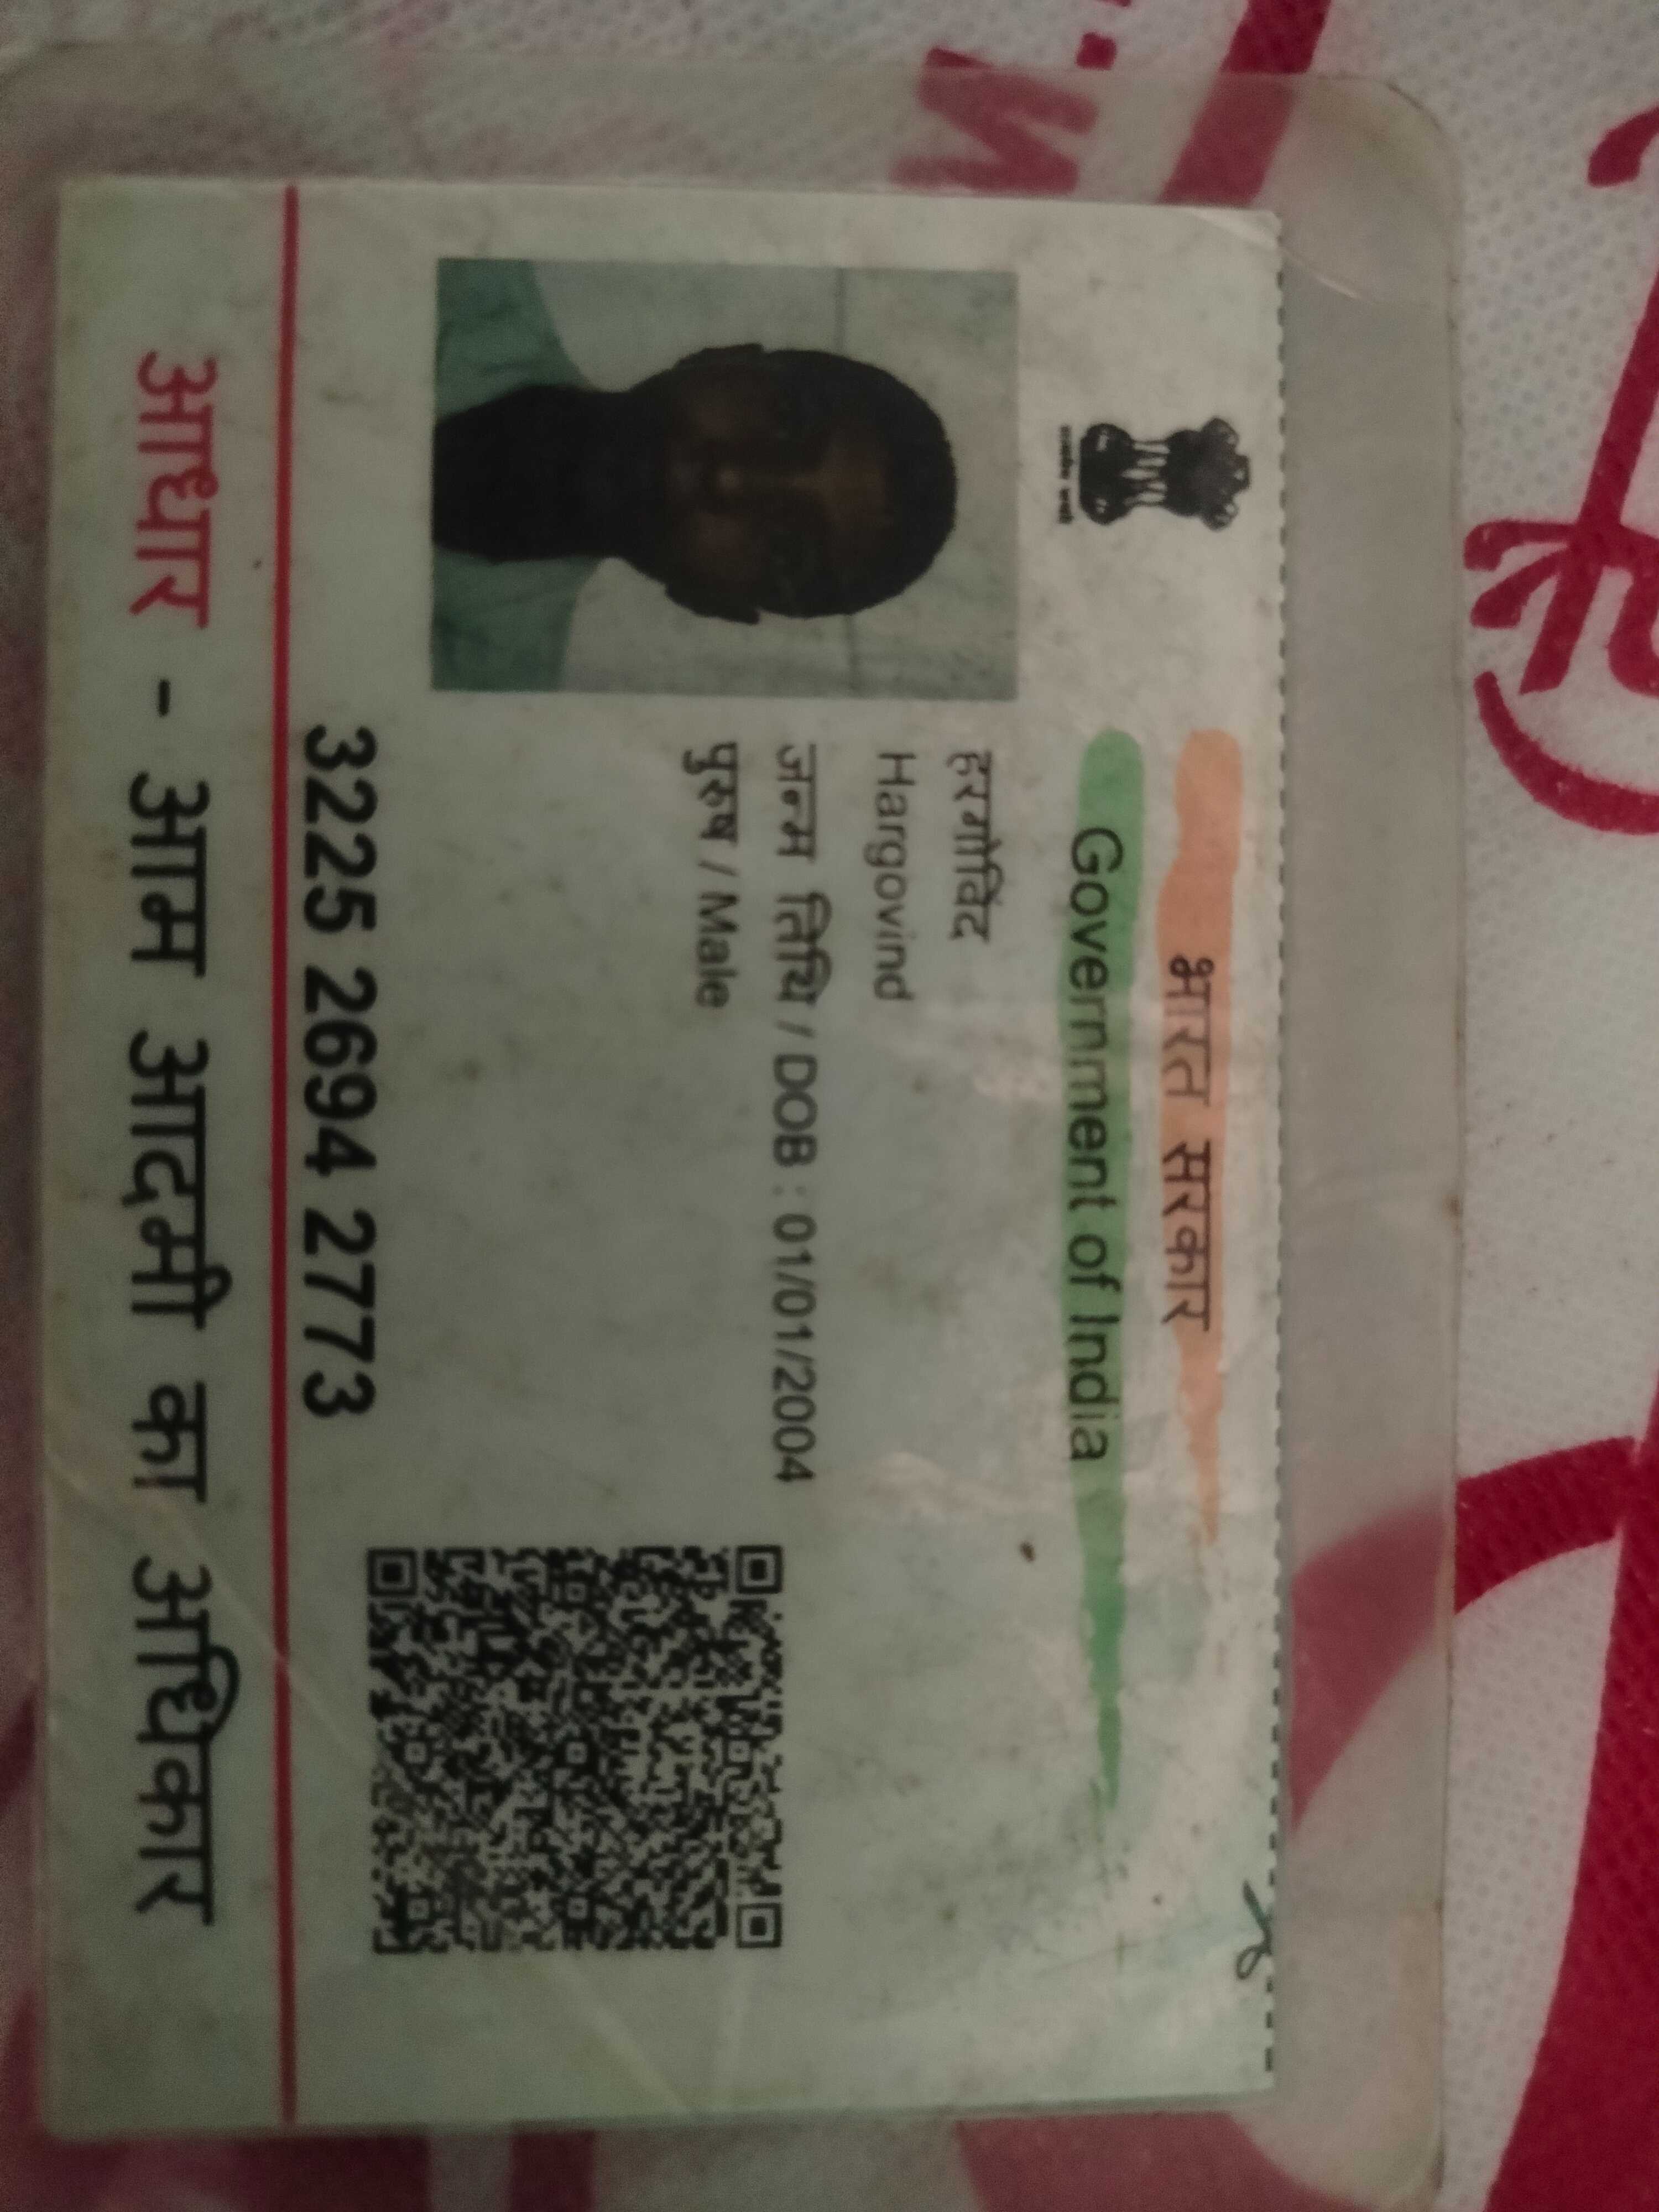 भारत सरकार
Government of India
हरगोविंद
Hargovind
जन्म तिथि / DOB : 01/01/2004
पुरुष / Male
3225 2694 2773
आधार - आम आदमी का अधिकार